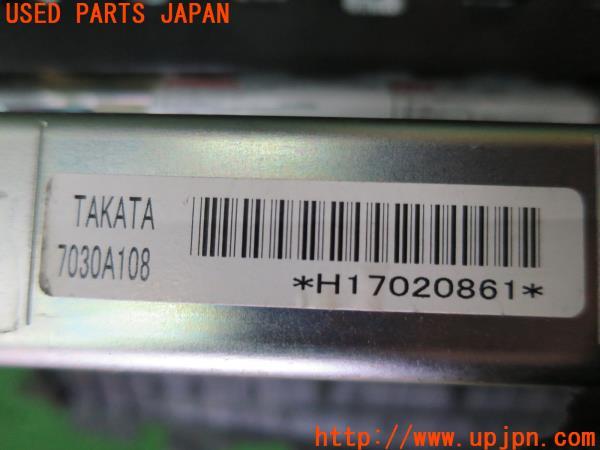 USED PARTS JAPAN
TAKATA
7030A108
*H17020861*
http://www.upjpn.com/